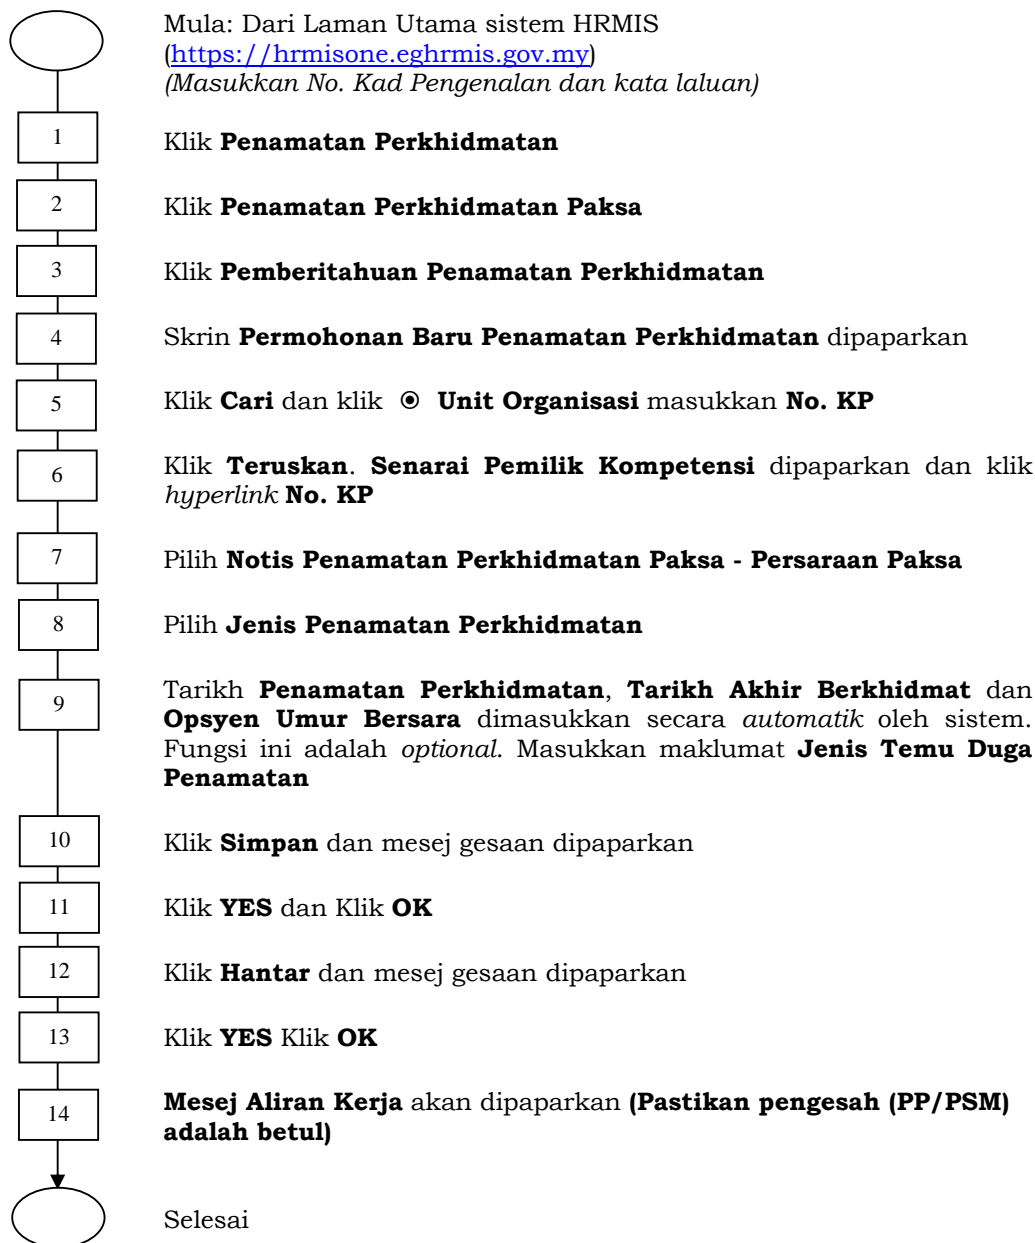 Mula: Dari Laman Utama sistem HRMIS
(https://hrmisone.eghrmis.gov.my)
(Masukkan No. Kad Pengenalan dan kata laluan)
1
Klik Penamatan Perkhidmatan
2
Klik Penamatan Perkhidmatan Paksa
3
Klik Pemberitahuan Penamatan Perkhidmatan
4
Skrin Permohonan Baru Penamatan Perkhidmatan dipaparkan
5
Klik Cari dan klik ⦿ Unit Organisasi masukkan No. KP
6
Klik Teruskan. Senarai Pemilik Kompetensi dipaparkan dan klik
hyperlink No. KP
7
Pilih Notis Penamatan Perkhidmatan Paksa - Persaraan Paksa
8
Pilih Jenis Penamatan Perkhidmatan
9
Tarikh Penamatan Perkhidmatan, Tarikh Akhir Berkhidmat dan
Opsyen Umur Bersara dimasukkan secara automatik oleh sistem.
Fungsi ini adalah optional. Masukkan maklumat Jenis Temu Duga
Penamatan
10
Klik Simpan dan mesej gesaan dipaparkan
11
Klik YES dan Klik OK
12
Klik Hantar dan mesej gesaan dipaparkan
13
Klik YES Klik OK
14
Mesej Aliran Kerja akan dipaparkan (Pastikan pengesah (PP/PSM)
adalah betul)
Selesai